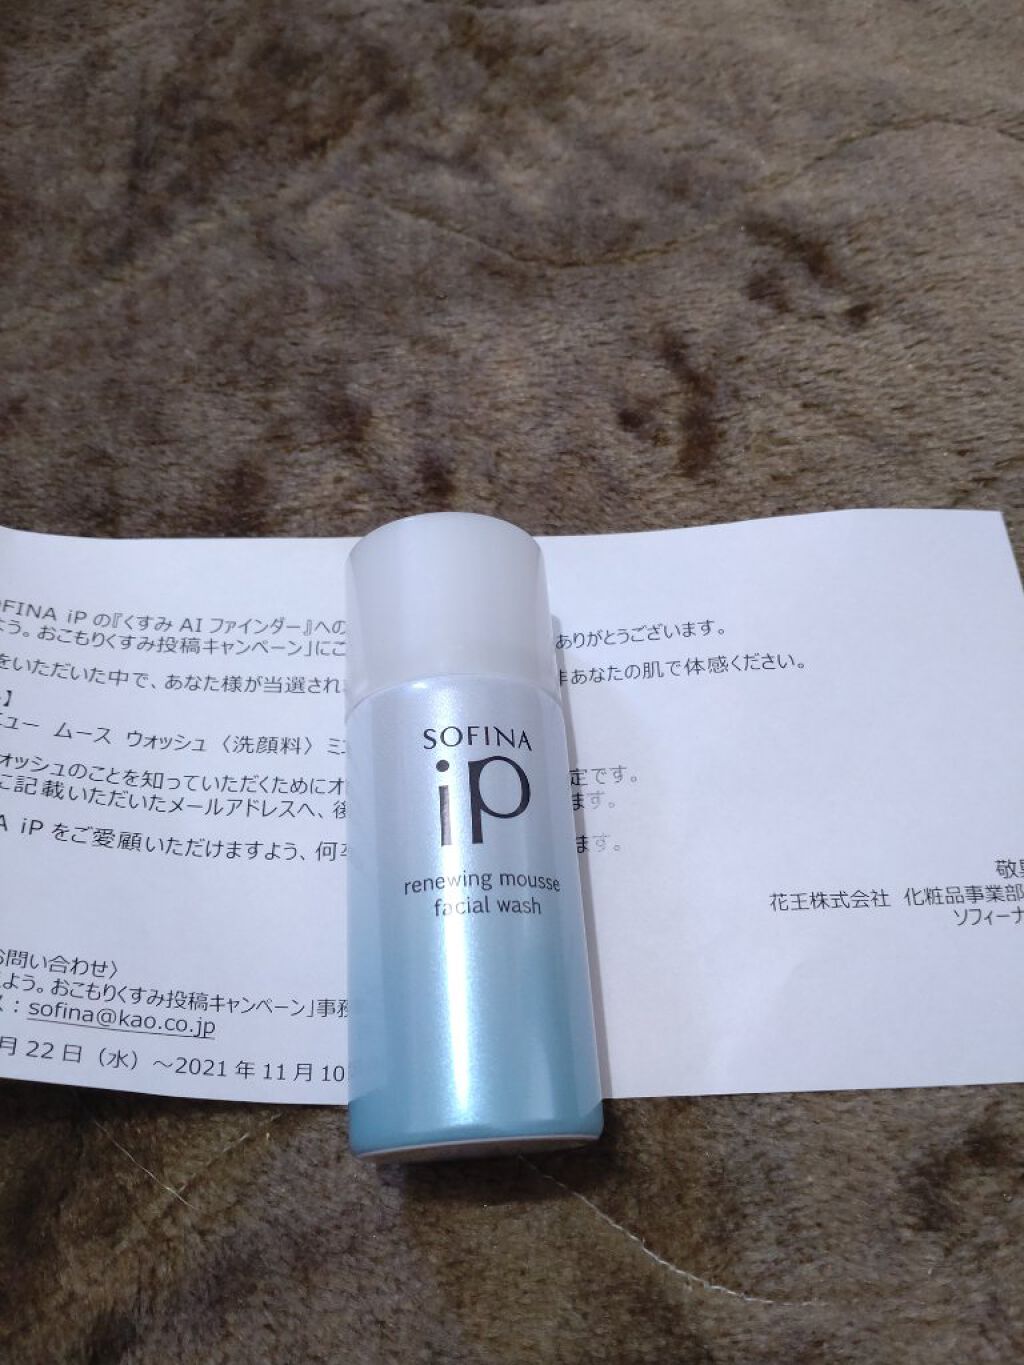 FINA iP の『くすみ AI ファインダー』への
ありがとうございます。
よう。おこもりくすみ投稿キャンペーン」にご
をいただいた中で、あなた様が当選され
非あなたの肌で体感ください。
】
ニュー ムース ウォッシュ〈洗顔料〉ミニ
ォッシュのことを知っていただくためにオ
定です。
に記載いただいたメールアドレスへ、後
ます。
A iP をご愛顧いただけますよう、何卒
ます。
敬具
花王株式会社 化粧品事業部
ソフィーナ
お問い合わせ〉
よう。おこもりくすみ投稿キャンペーン」事務
ス：sofina@kao.co.jp
月 22 日（水）～2021 年 11 月 10
SOFINA
iP
renewing mousse
facial wash